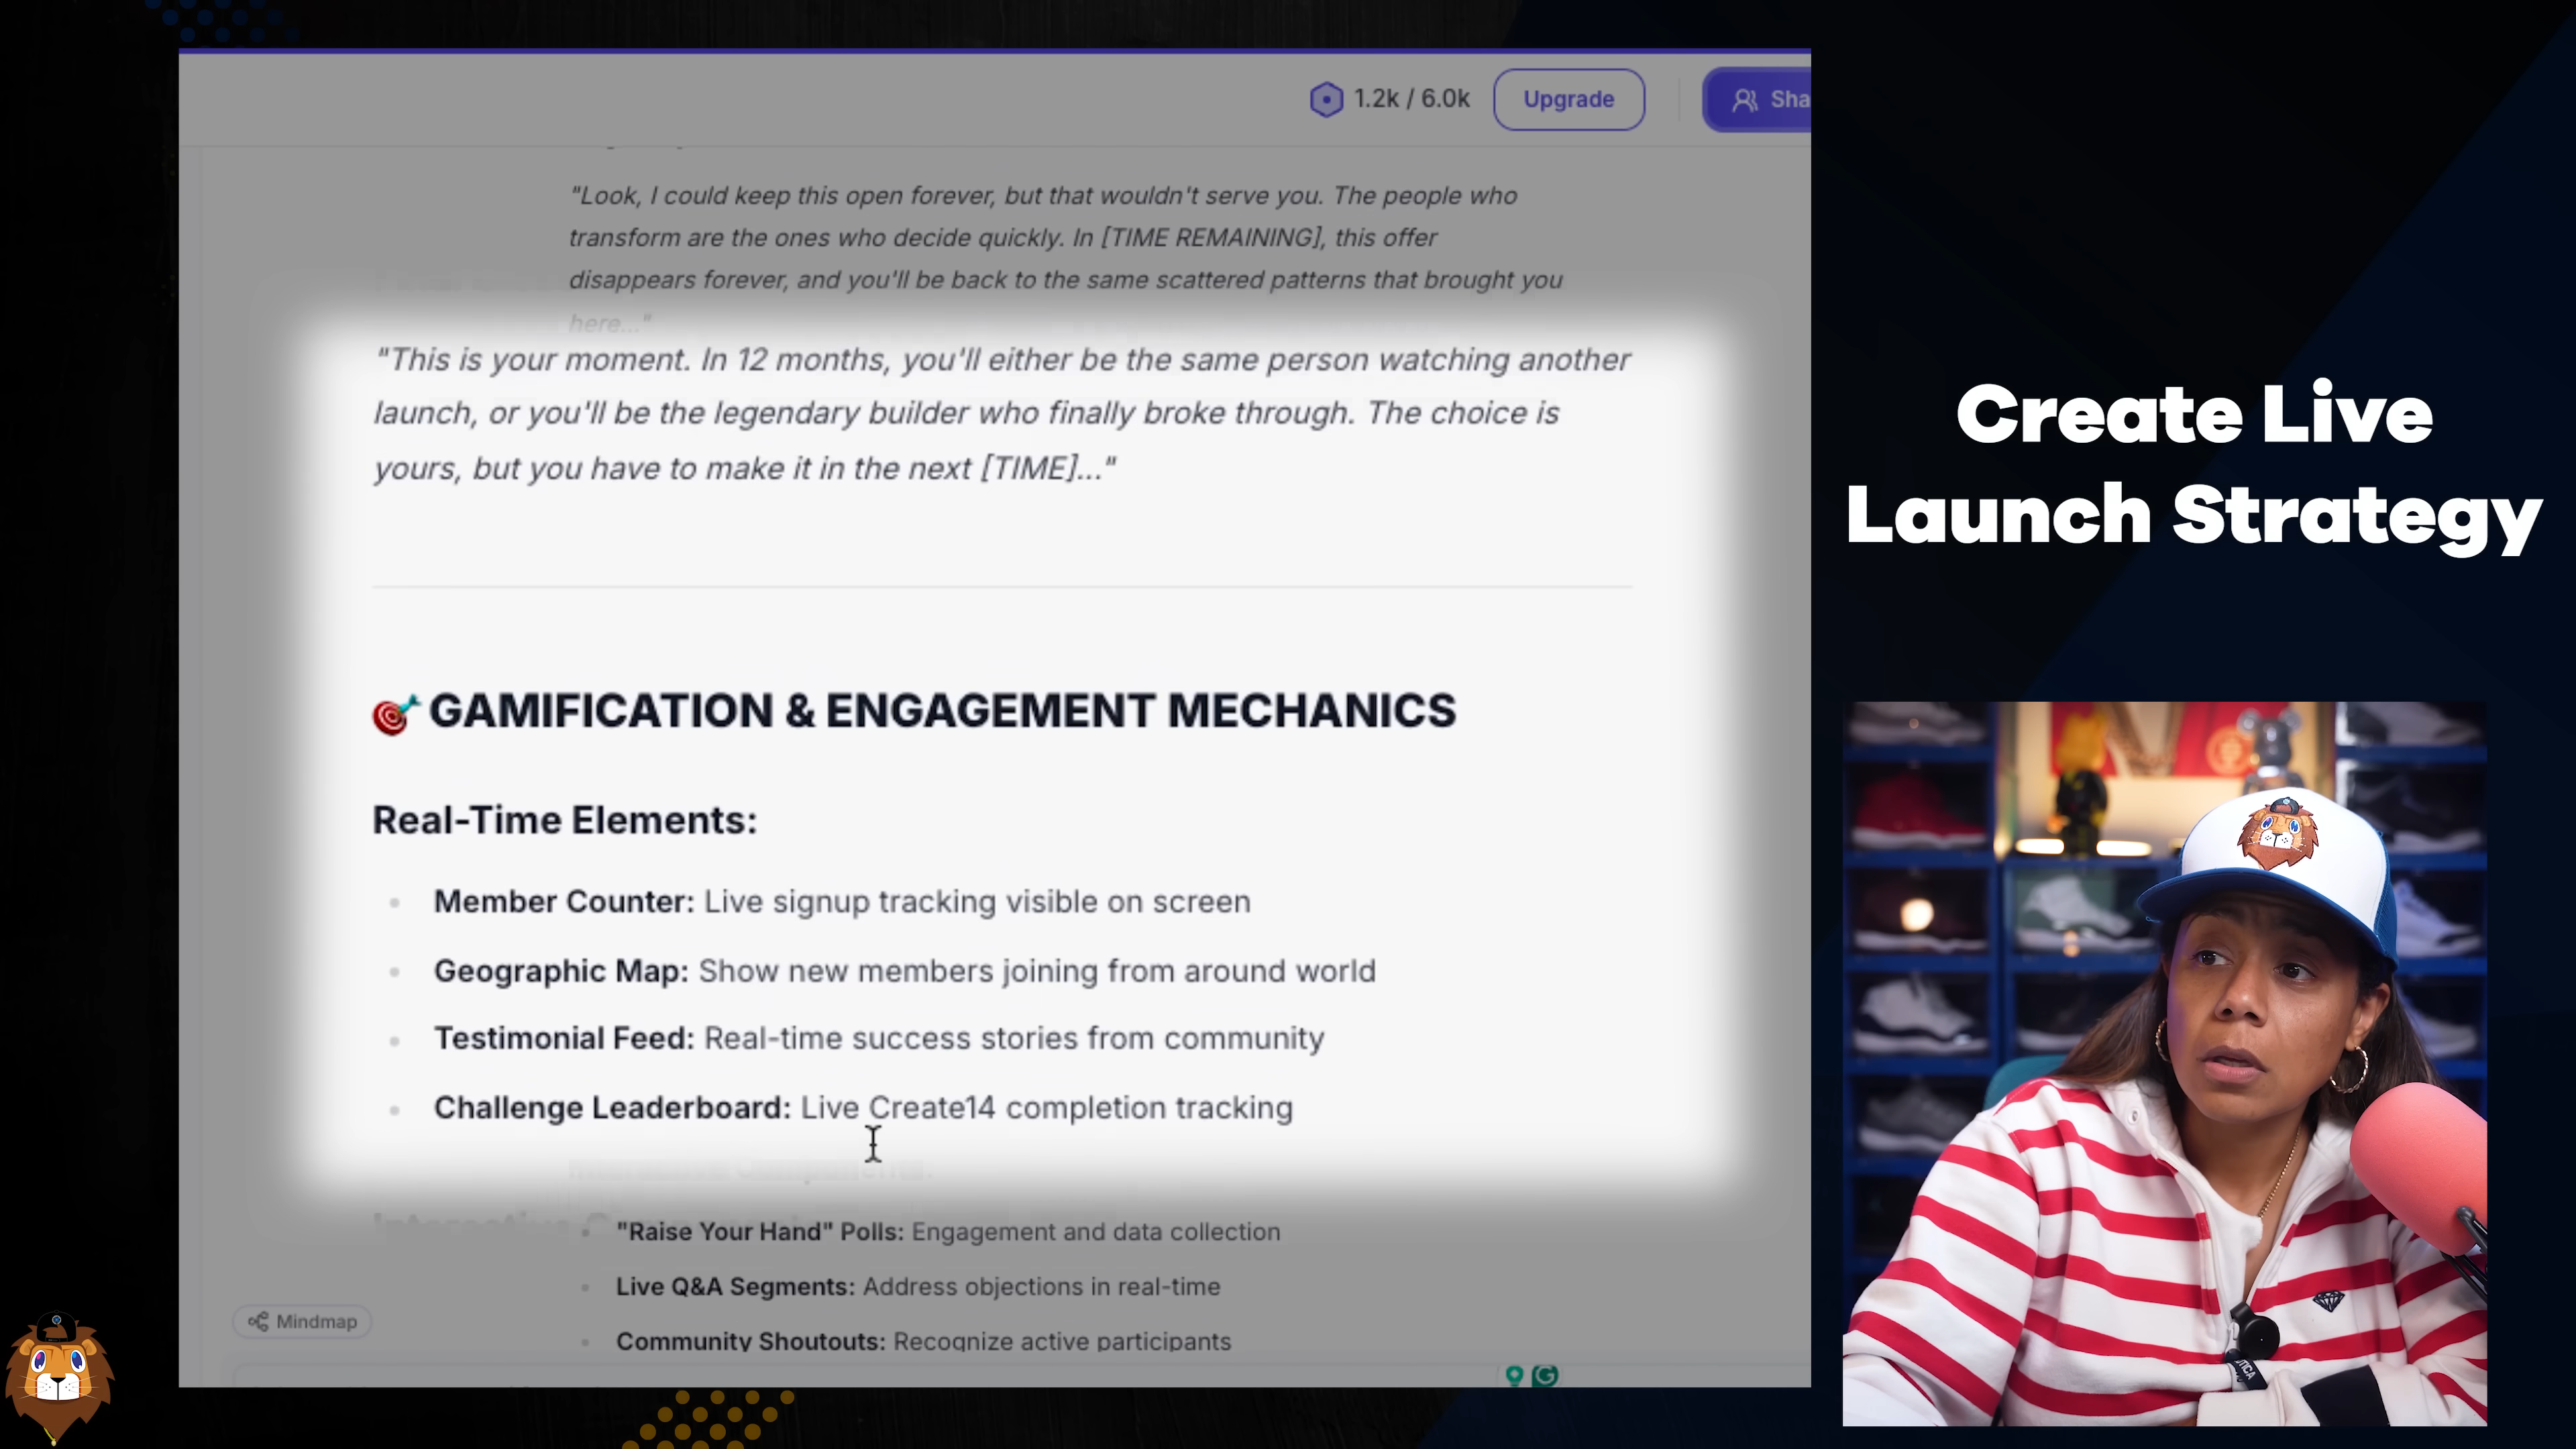 1.2k / 6.0k
Upgrade
Sha
"Look, I could keep this open forever, but that wouldn't serve you. The people who
transform are the ones who decide quickly. In [TIME REMAINING], this offer
disappears forever, and you'll be back to the same scattered patterns that brought you
here..."
"This is your moment. In 12 months, you'll either be the same person watching another
launch, or you'll be the legendary builder who finally broke through. The choice is
yours, but you have to make it in the next [TIME]..."
🎯 GAMIFICATION & ENGAGEMENT MECHANICS
Real-Time Elements:
Member Counter: Live signup tracking visible on screen
Geographic Map: Show new members joining from around world
Testimonial Feed: Real-time success stories from community
Challenge Leaderboard: Live Create14 completion tracking
"Raise Your Hand" Polls: Engagement and data collection
Live Q&A Segments: Address objections in real-time
Community Shoutouts: Recognize active participants
Mindmap
Create Live
Launch Strategy